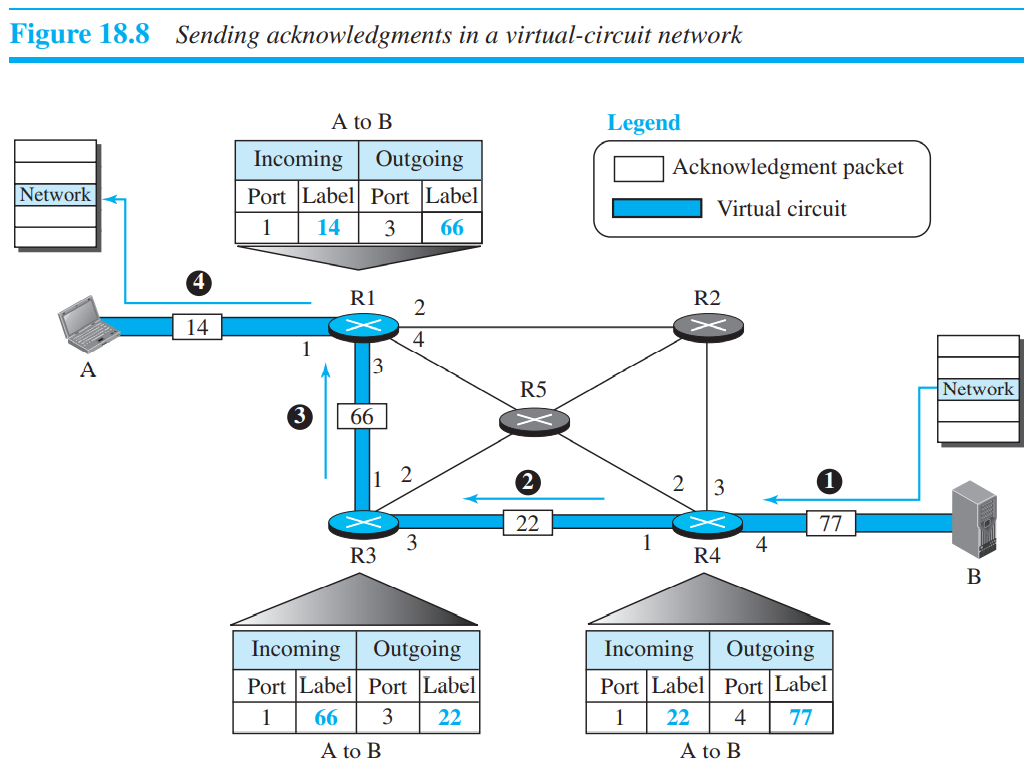 Figure 18.8 Sending acknowledgments in a virtual-circuit network
A to B
Incoming Outgoing
Port Label Port Label
1 14 3 66
Legend
Acknowledgment packet
Virtual circuit
Network
4
R1
2
R2
14
1
4
A
3
R5
Network
3
66
1
2
2
2
3
1
22
77
3
1
4
R3
R4
B
Incoming Outgoing
Port Label Port Label
1 66 3 22
A to B
Incoming Outgoing
Port Label Port Label
1 22 4 77
A to B